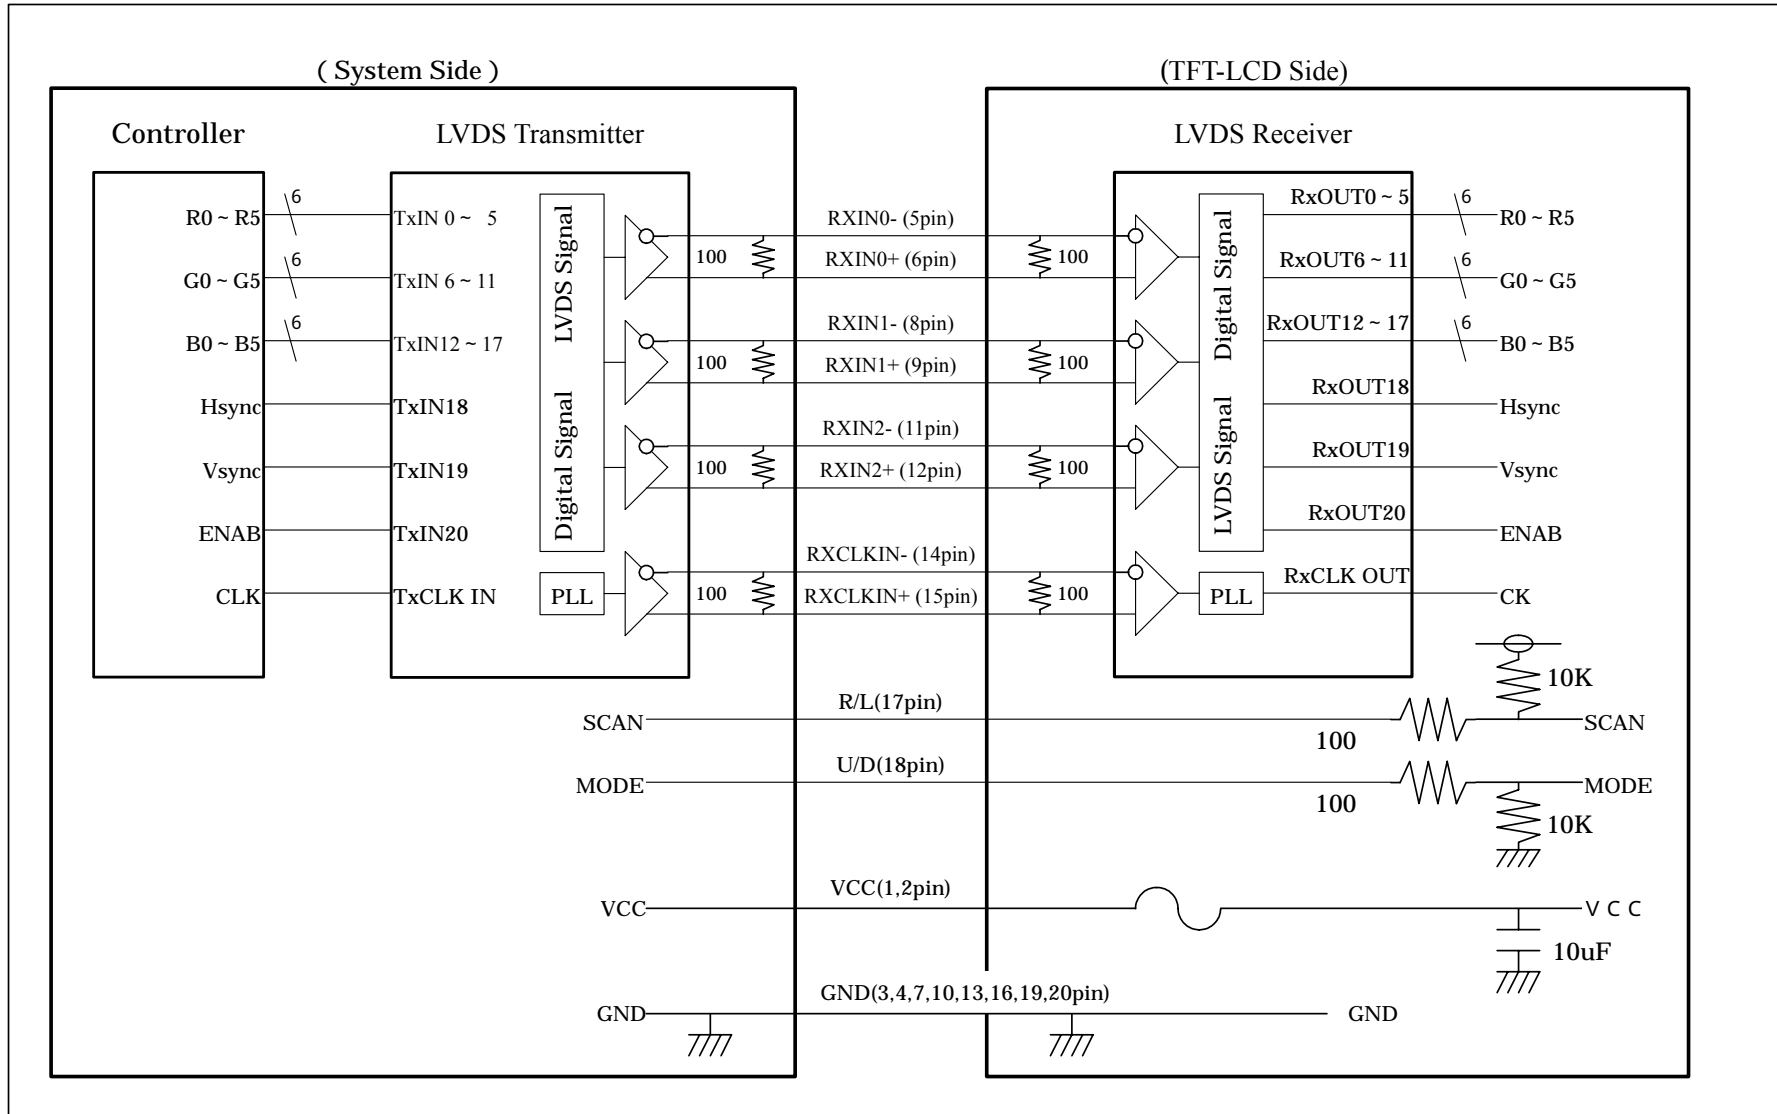 ( System Side )
(TFT-LCD Side)
Controller
LVDS Transmitter
LVDS Receiver
R0 ~ R5
6
TxIN 0 ~ 5
G0 ~ G5
6
TxIN 6 ~ 11
B0 ~ B5
6
TxIN12 ~ 17
Hsync
TxIN18
Vsync
TxIN19
ENAB
TxIN20
CLK
TxCLK IN
LVDS Signal
Digital Signal
PLL
100
RXIN0- (5pin)
RXIN0+ (6pin)
100
100
RXIN1- (8pin)
RXIN1+ (9pin)
100
100
RXIN2- (11pin)
RXIN2+ (12pin)
100
100
RXCLKIN- (14pin)
RXCLKIN+ (15pin)
100
Digital Signal
LVDS Signal
PLL
RxOUT0 ~ 5
6
R0 ~ R5
RxOUT6 ~ 11
6
G0 ~ G5
RxOUT12 ~ 17
6
B0 ~ B5
RxOUT18
Hsync
RxOUT19
Vsync
RxOUT20
ENAB
RxCLK OUT
CK
10K
SCAN
R/L(17pin)
100
SCAN
MODE
U/D(18pin)
100
MODE
10K
VCC
VCC(1,2pin)
VCC
10uF
GND
GND(3,4,7,10,13,16,19,20pin)
GND